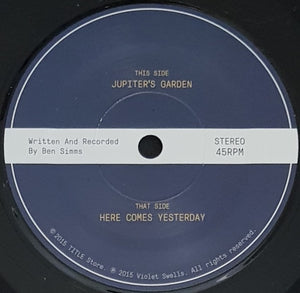 THIS SIDE
JUPITER'S GARDEN
Written And Recorded
By Ben Simms
STEREO
45RPM
THAT SIDE
HERE COMES YESTERDAY
© 2015 TITLE Store. ℗ 2015 Violet Swells. All rights reserved.